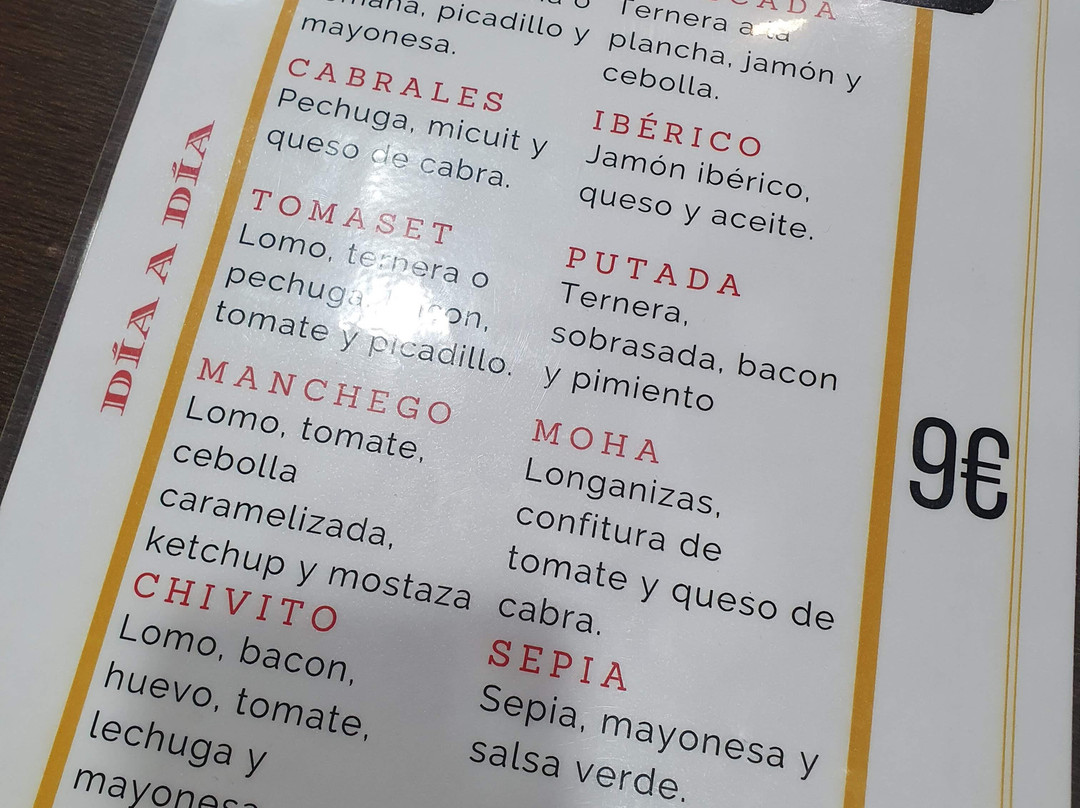 DÍA A DÍA
picadillo y
mayonesa.
CABRALES
Pechuga, micuit y
queso de cabra.
TOMASET
Lomo, ternera o
pechuga,
tomate y picadillo.
MANCHEGO
Lomo, tomate,
cebolla
caramelizada,
ketchup y mostaza
CHIVITO
Lomo, bacon,
huevo, tomate,
lechuga y
mayonesa
Ternera a la
plancha, jamón y
cebolla.
IBÉRICO
Jamón ibérico,
queso y aceite.
PUTADA
Ternera,
sobrasada, bacon
y pimiento
MOHA
Longanizas,
confitura de
tomate y queso de
cabra.
SEPIA
Sepia, mayonesa y
salsa verde.
9€